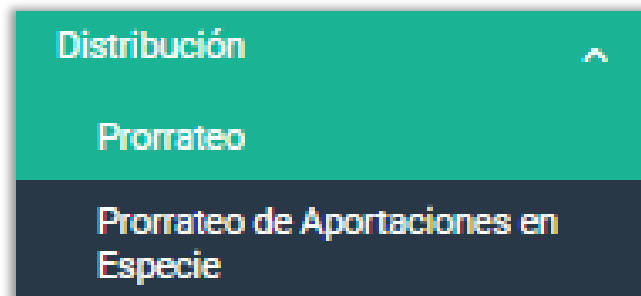 Distribución
Prorrateo
Prorrateo de Aportaciones en
Especie